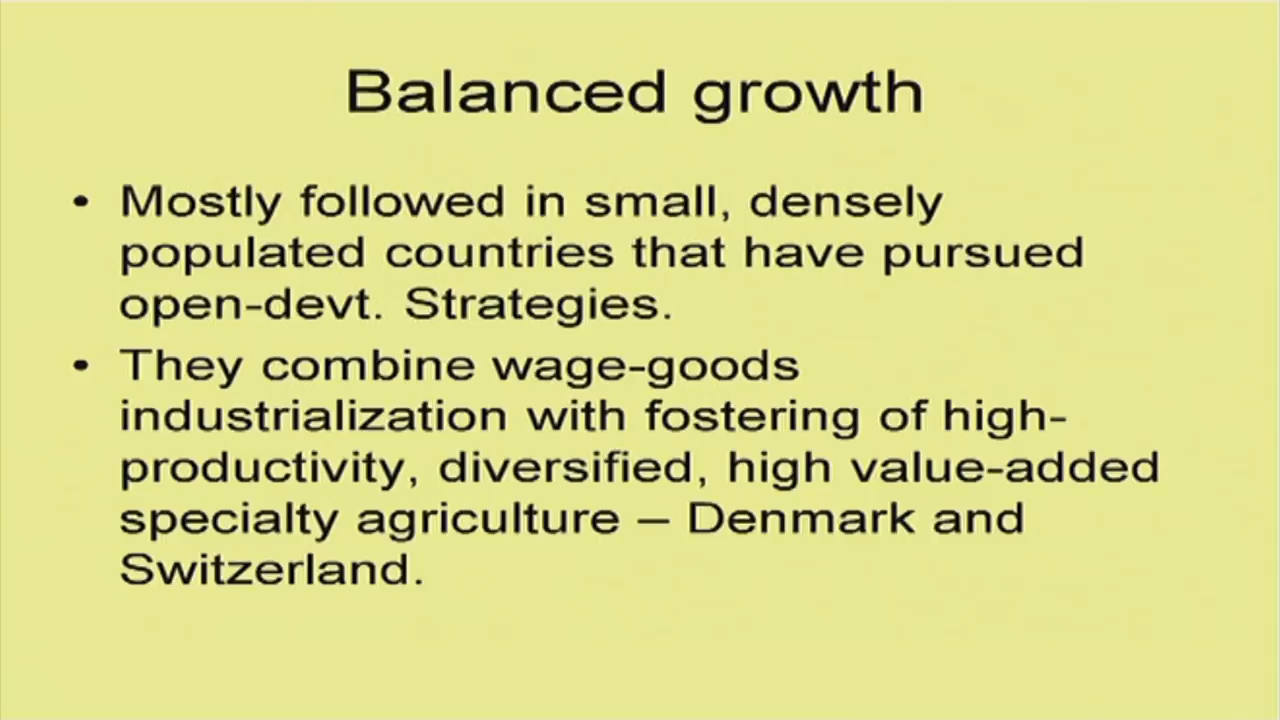 Balanced growth
• Mostly followed in small, densely
populated countries that have pursued
open-devt. Strategies.
• They combine wage-goods
industrialization with fostering of high-
productivity, diversified, high value-added
specialty agriculture – Denmark and
Switzerland.